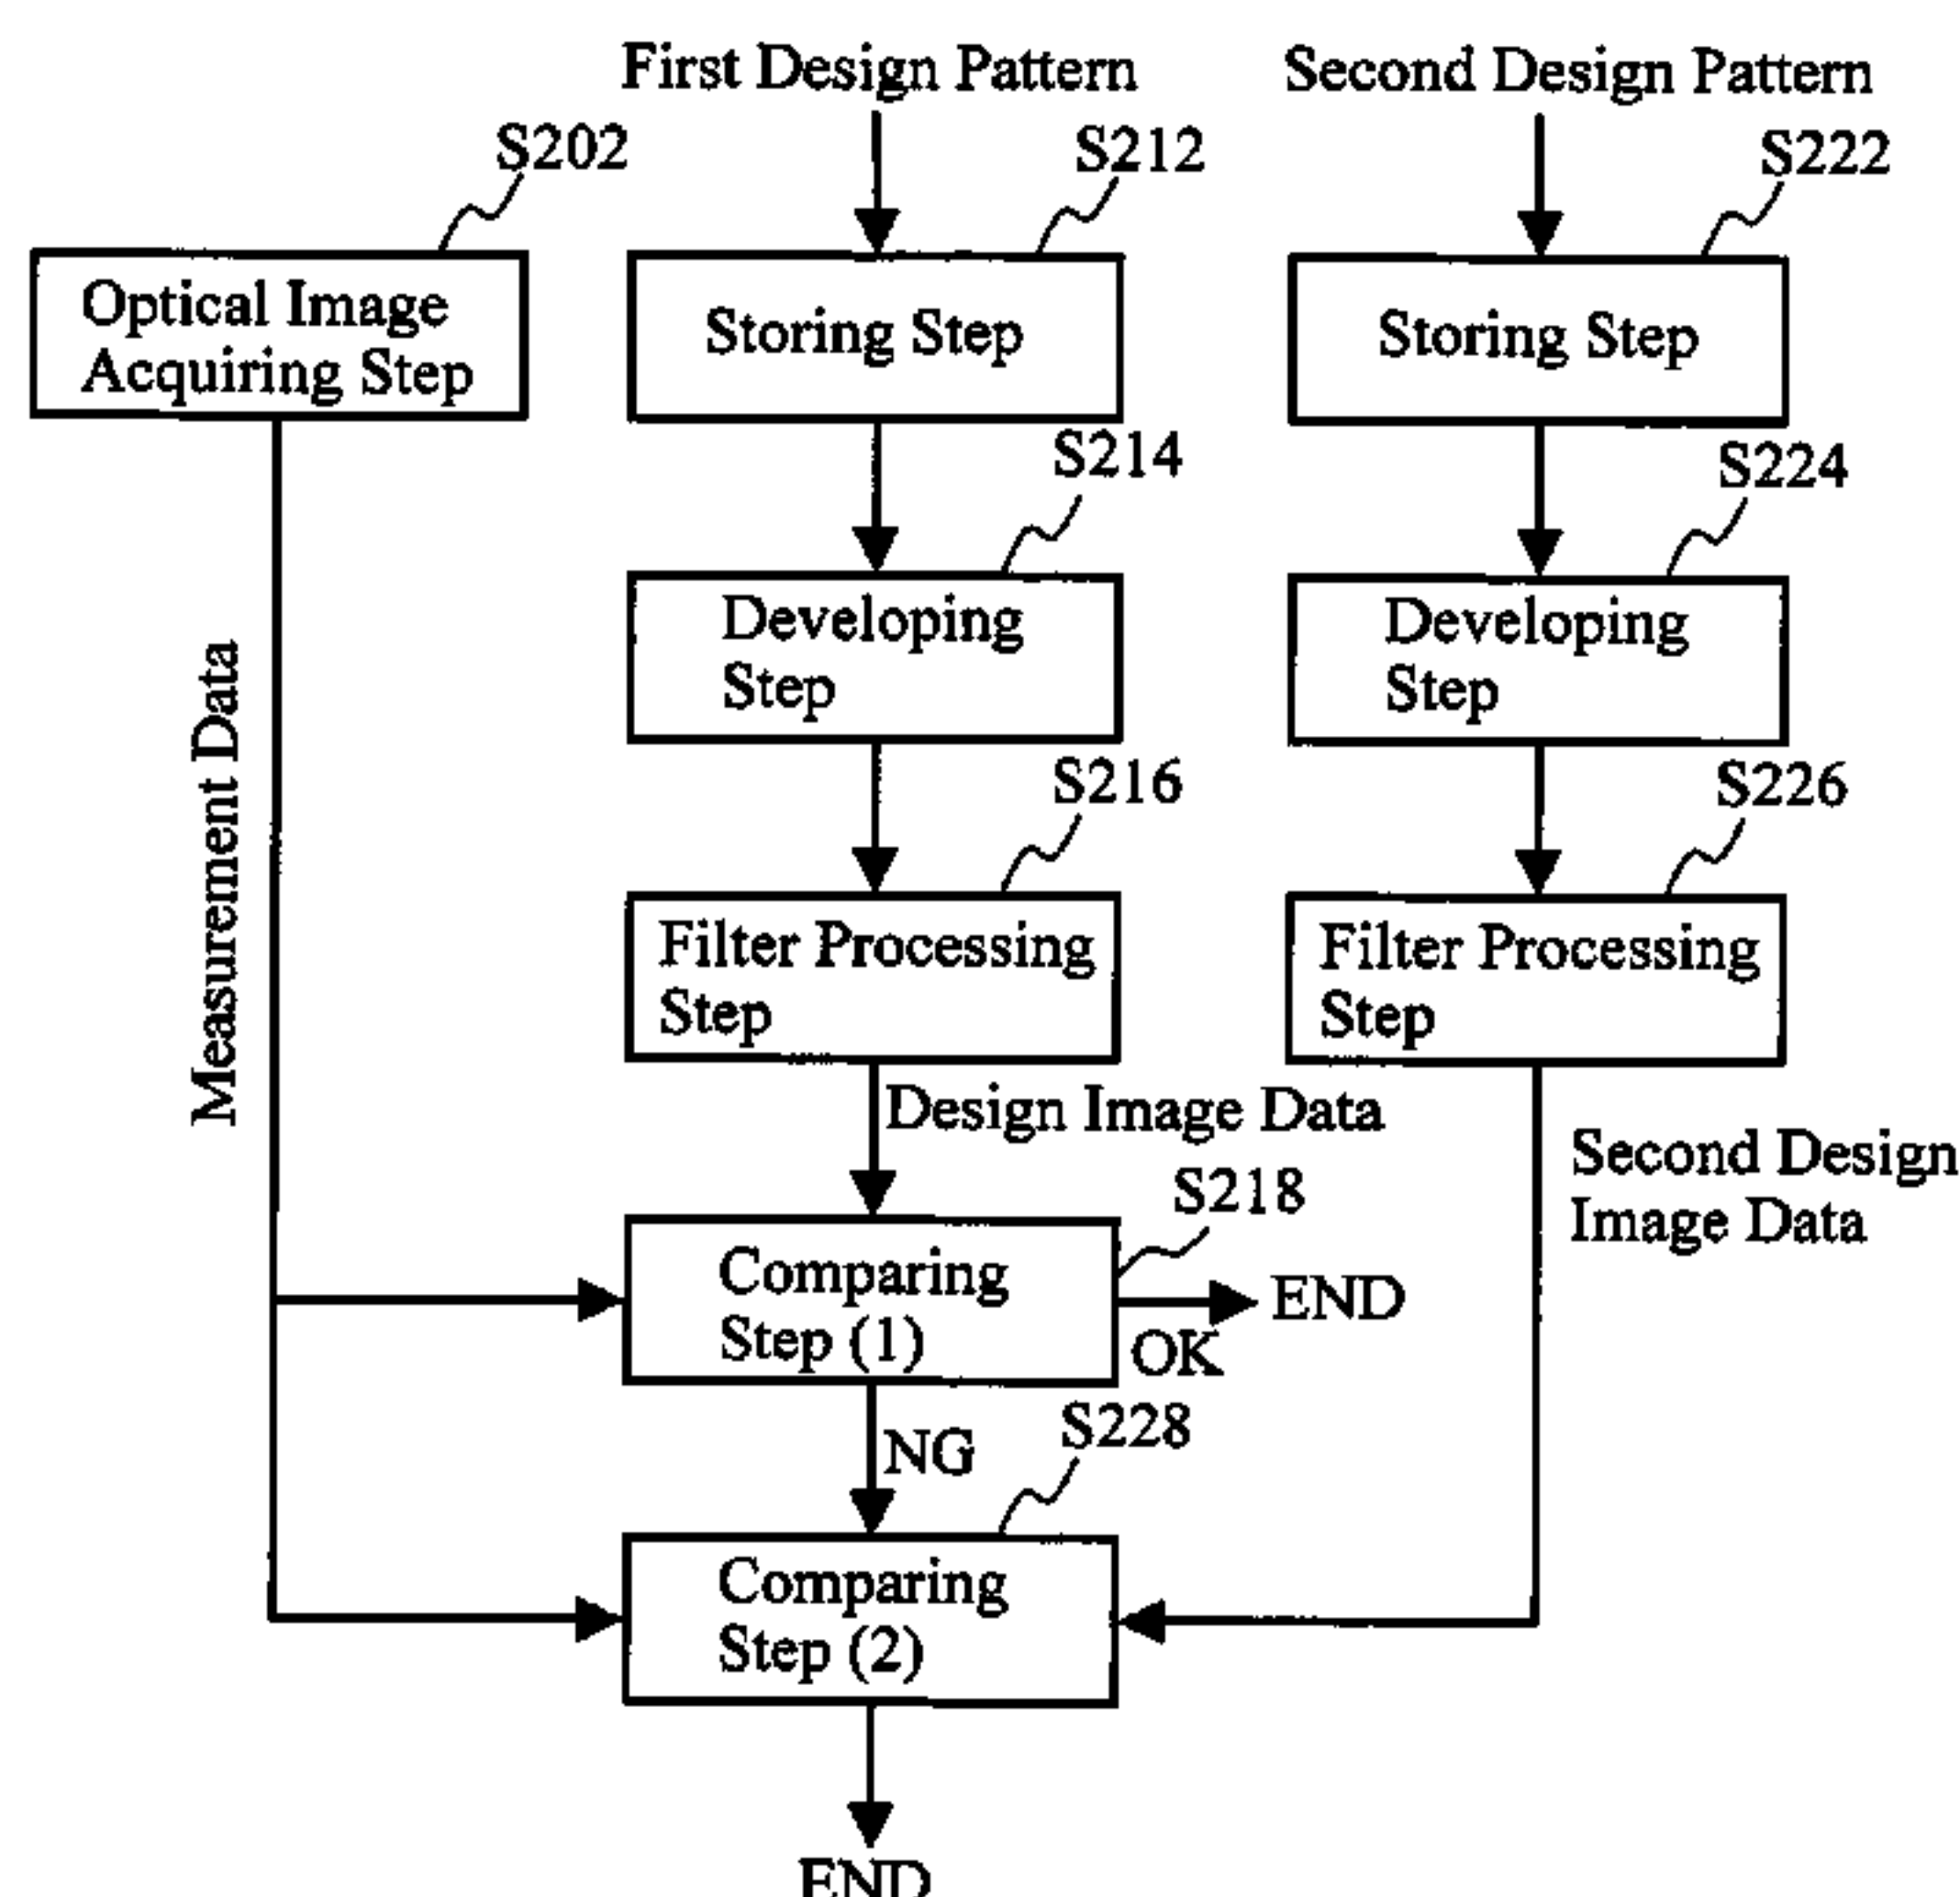 First Design Pattern
Second Design Pattern
S202
S212
S222
Optical Image
Acquiring Step
Storing Step
Storing Step
S214
S224
Developing
Step
Developing
Step
Measurement Data
S216
S226
Filter Processing
Step
Filter Processing
Step
Design Image Data
Second Design
Image Data
S218
Comparing
Step (1)
END
OK
NG
S228
Comparing
Step (2)
END